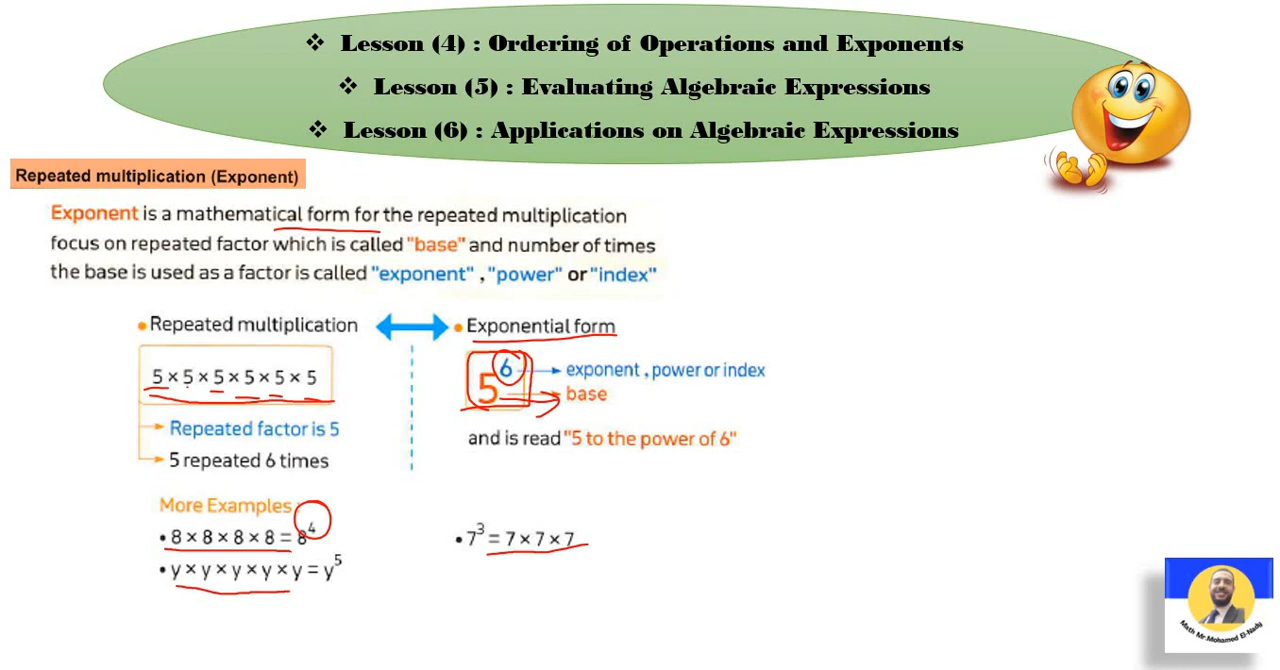 ❖ Lesson (4) : Ordering of Operations and Exponents
❖ Lesson (5) : Evaluating Algebraic Expressions
❖ Lesson (6) : Applications on Algebraic Expressions
Repeated multiplication (Exponent)
Exponent is a mathematical form for the repeated multiplication
focus on repeated factor which is called "base" and number of times
the base is used as a factor is called "exponent" , "power" or "index"
• Repeated multiplication
• Exponential form
5 × 5 × 5 × 5 × 5 × 5
5⁶
exponent , power or index
base
Repeated factor is 5
5 repeated 6 times
and is read "5 to the power of 6"
More Examples :
• 8 × 8 × 8 × 8 = 8⁴
• 7³ = 7 × 7 × 7
• y × y × y × y × y = y⁵
Math Mr.Mohamed El-Nady